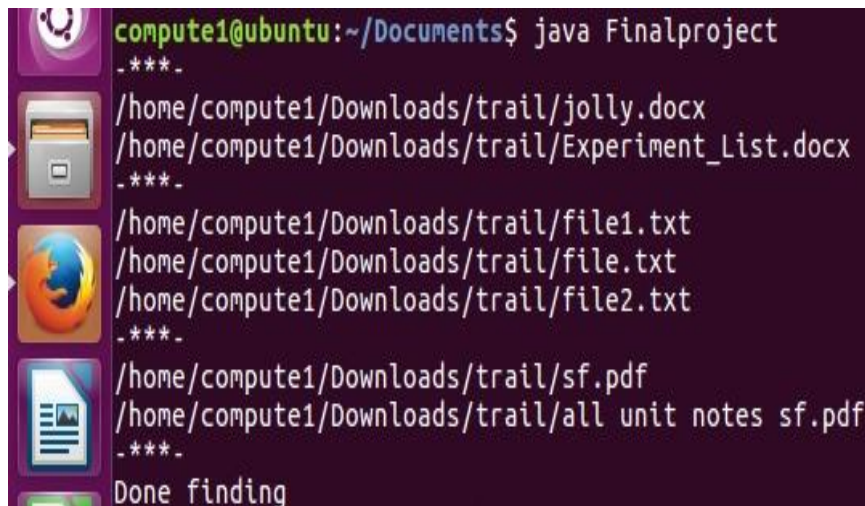 compute1@ubuntu:~/Documents$ java Finalproject
-***-
/home/compute1/Downloads/trail/jolly.docx
/home/compute1/Downloads/trail/Experiment_List.docx
-***-
/home/compute1/Downloads/trail/file1.txt
/home/compute1/Downloads/trail/file.txt
/home/compute1/Downloads/trail/file2.txt
-***-
/home/compute1/Downloads/trail/sf.pdf
/home/compute1/Downloads/trail/all unit notes sf.pdf
-***-
Done finding